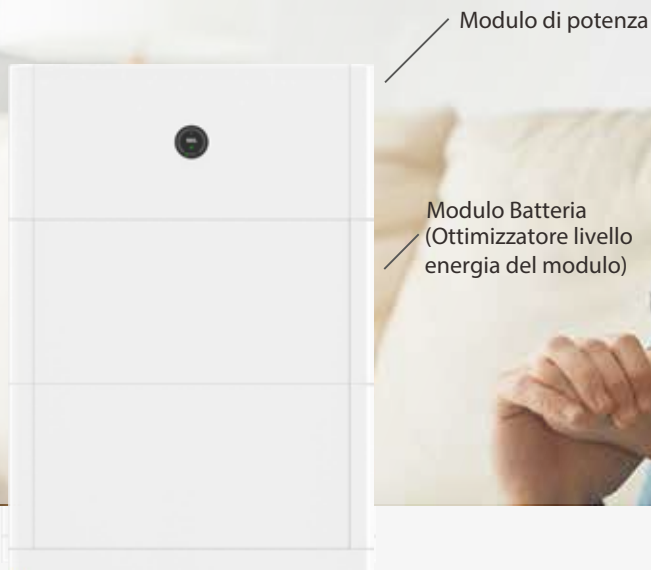 Modulo di potenza
Modulo Batteria
(Ottimizzatore livello
energia del modulo)